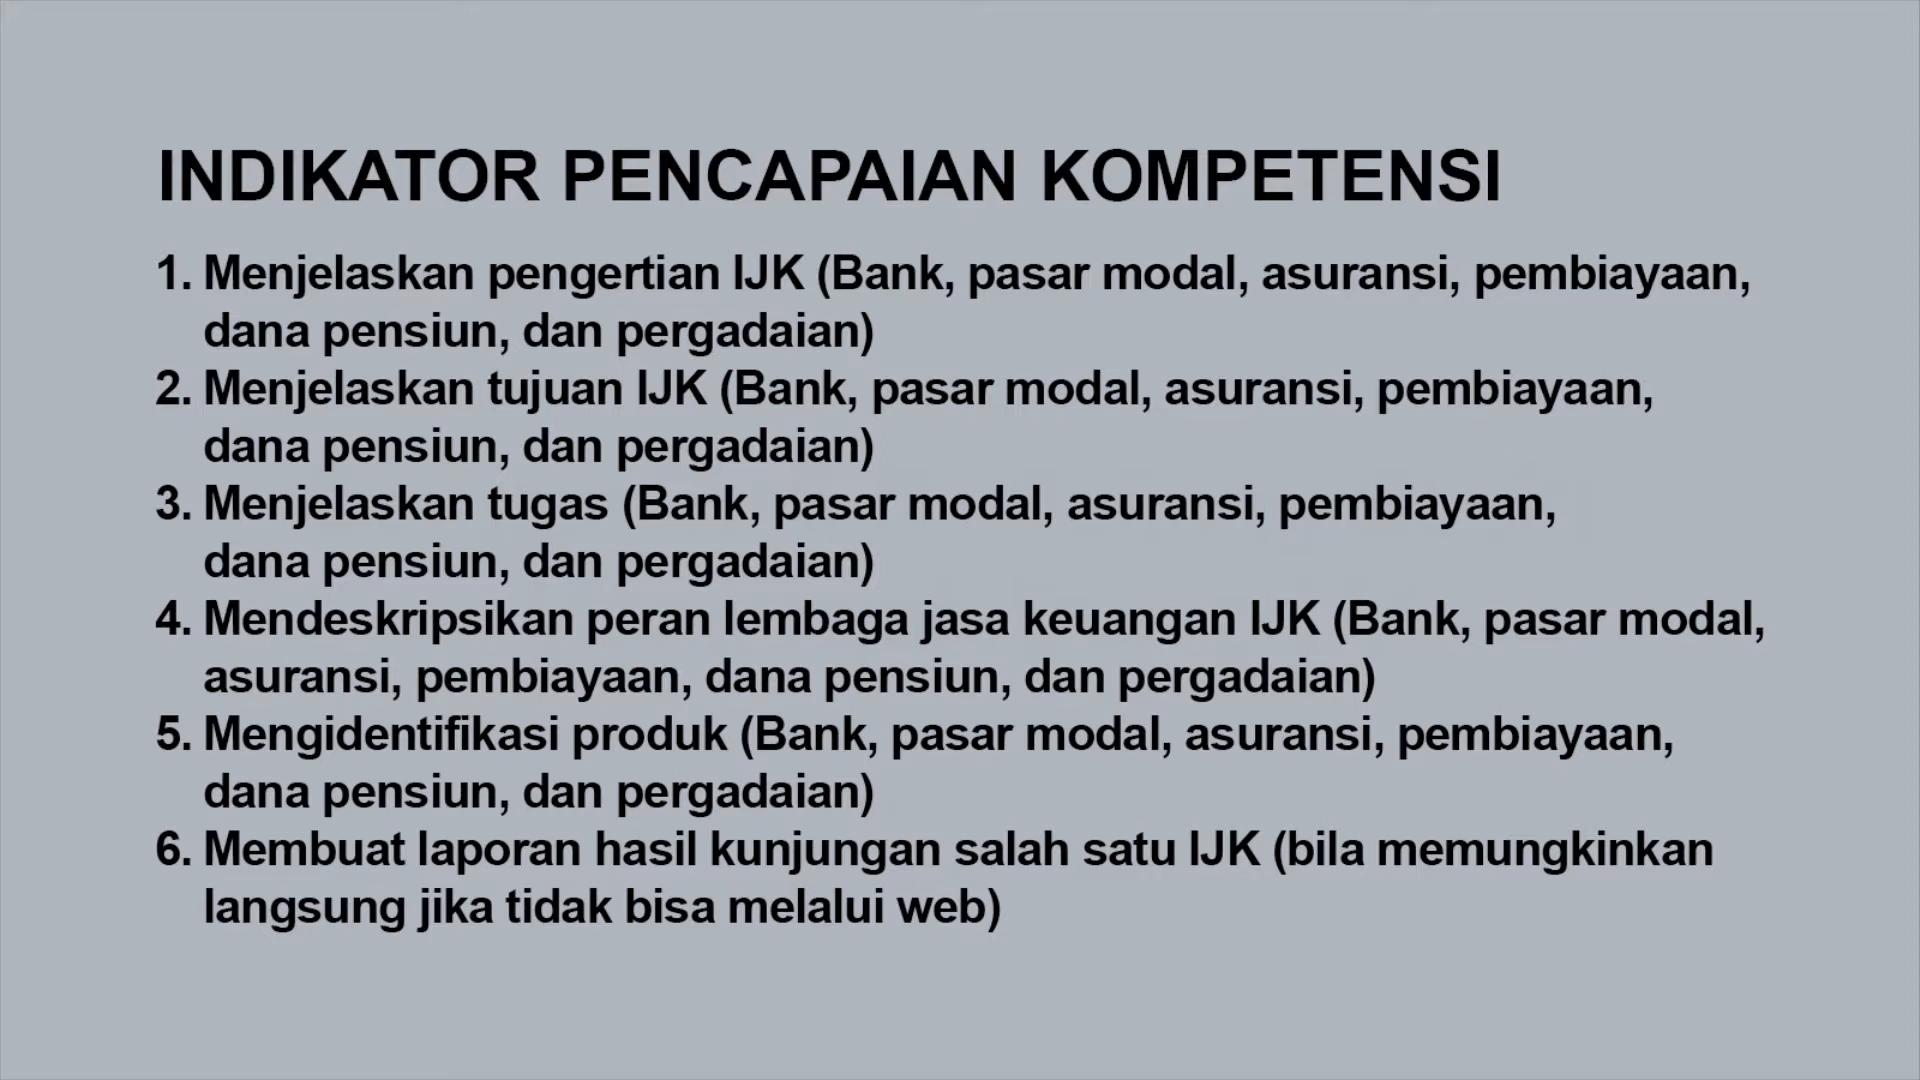 INDIKATOR PENCAPAIAN KOMPETENSI
1. Menjelaskan pengertian IJK (Bank, pasar modal, asuransi, pembiayaan,
dana pensiun, dan pergadaian)
2. Menjelaskan tujuan IJK (Bank, pasar modal, asuransi, pembiayaan,
dana pensiun, dan pergadaian)
3. Menjelaskan tugas (Bank, pasar modal, asuransi, pembiayaan,
dana pensiun, dan pergadaian)
4. Mendeskripsikan peran lembaga jasa keuangan IJK (Bank, pasar modal,
asuransi, pembiayaan, dana pensiun, dan pergadaian)
5. Mengidentifikasi produk (Bank, pasar modal, asuransi, pembiayaan,
dana pensiun, dan pergadaian)
6. Membuat laporan hasil kunjungan salah satu IJK (bila memungkinkan
langsung jika tidak bisa melalui web)